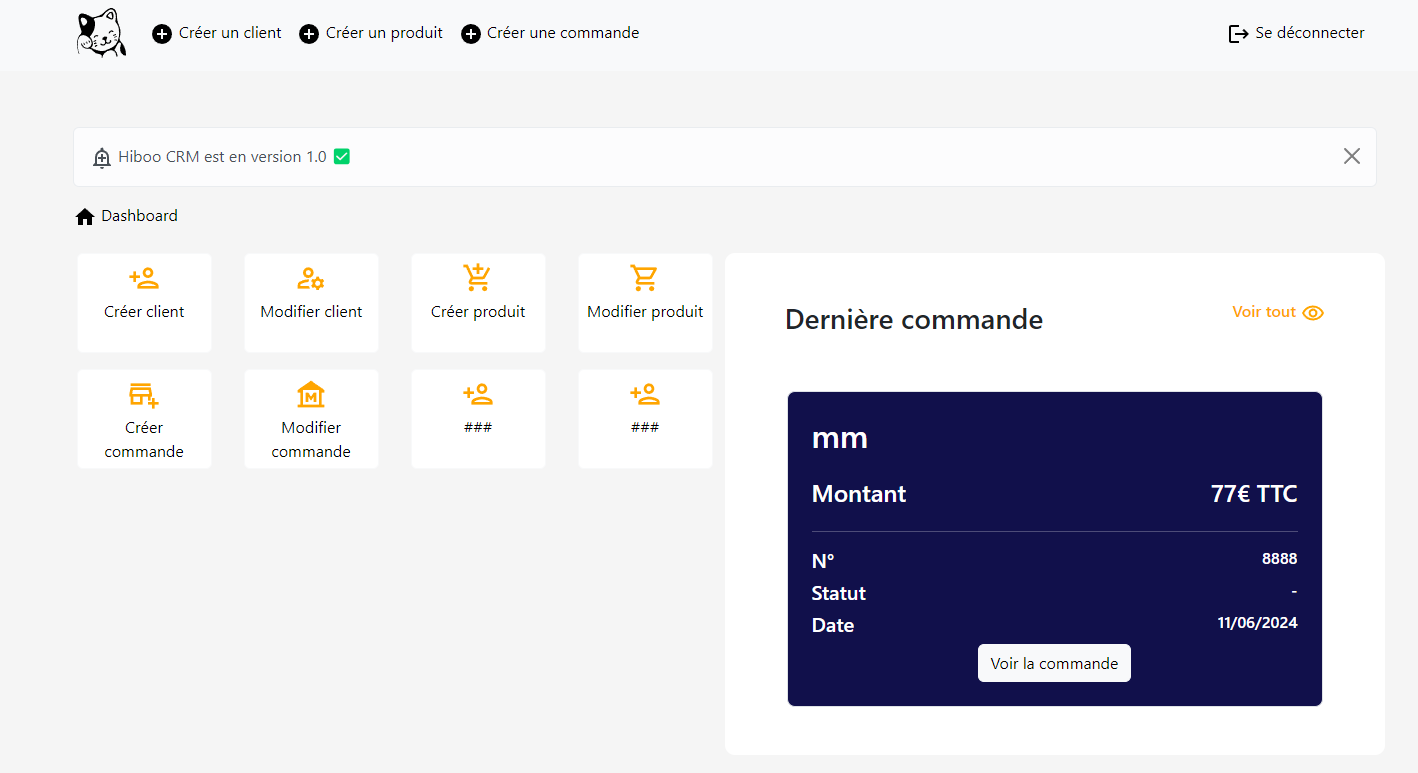 Créer un client
Créer un produit
Créer une commande
Se déconnecter
Hiboo CRM est en version 1.0 ✅
Dashboard
Créer client
Modifier client
Créer produit
Modifier produit
Créer
commande
Modifier
commande
###
###
Dernière commande
Voir tout
mm
Montant 77€ TTC
N° 8888
Statut -
Date 11/06/2024
Voir la commande